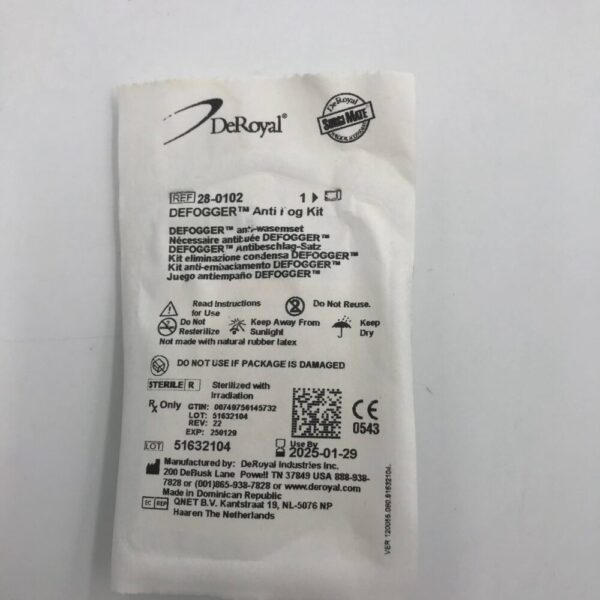 DeRoyal®
DeRoyal
SURGI MATE
REF 28-0102 1
DEFOGGER™ Anti Fog Kit
DEFOGGER™ anti-wasemset
Nécessaire antibuée DEFOGGER™
DEFOGGER™ Antibeschlag-Satz
Kit eliminazione condensa DEFOGGER™
Kit anti-embaciamento DEFOGGER™
Juego antiempaño DEFOGGER™
Read Instructions
for Use
Do Not Reuse.
Do Not
Resterilize
Keep Away From
Sunlight
Keep
Dry
Not made with natural rubber latex
DO NOT USE IF PACKAGE IS DAMAGED
STERILE R Sterilized with
Irradiation
Rx Only
GTIN: 00749756145732
LOT: 51632104
REV: 22
EXP: 250129
CE
0543
LOT 51632104
Use By
2025-01-29
Manufactured by: DeRoyal Industries Inc.
200 DeBusk Lane Powell TN 37849 USA 888-938-
7828 or (001)865-938-7828 or www.deroyal.com
Made in Dominican Republic
EC REP QNET B.V. Kantstraat 19, NL-5076 NP
Haaren The Netherlands